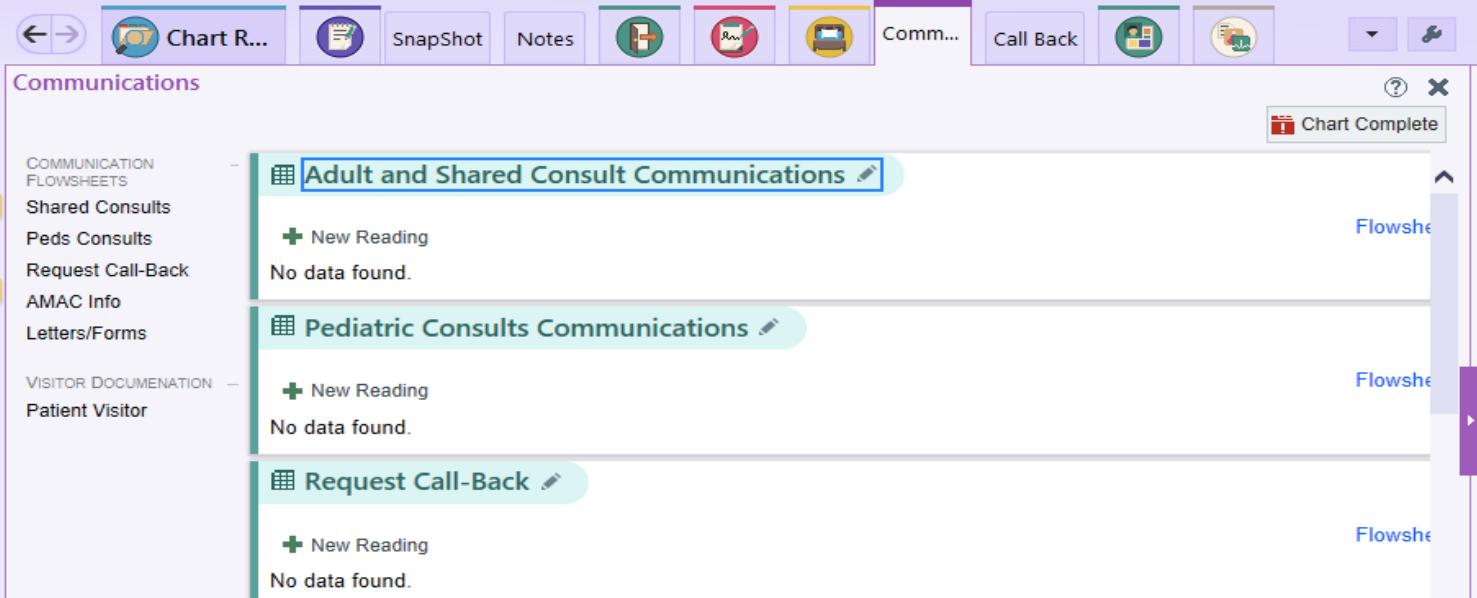 Chart R...
SnapShot
Notes
Comm...
Call Back
Communications
Chart Complete
COMMUNICATION
FLOWSHEETS
Shared Consults
Peds Consults
Request Call-Back
AMAC Info
Letters/Forms
VISITOR DOCUMENATION
Patient Visitor
Adult and Shared Consult Communications
New Reading
Flowshe
No data found.
Pediatric Consults Communications
New Reading
Flowshe
No data found.
Request Call-Back
New Reading
Flowshe
No data found.